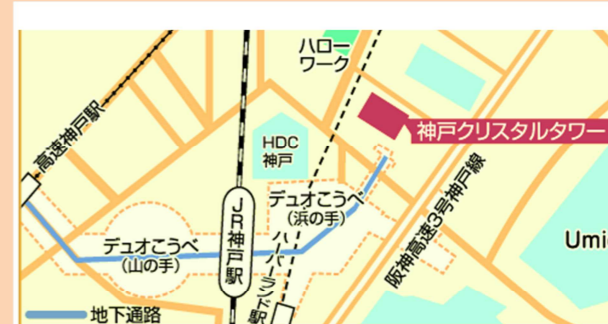 ハロー
ワーク
神戸クリスタルタワー
高速神戸駅
HDC
神戸
阪神高速3号神戸線
デュオこうべ
(浜の手)
JR神戸駅
Umi
デュオこうべ
(山の手)
ハーバーランド駅
地下通路